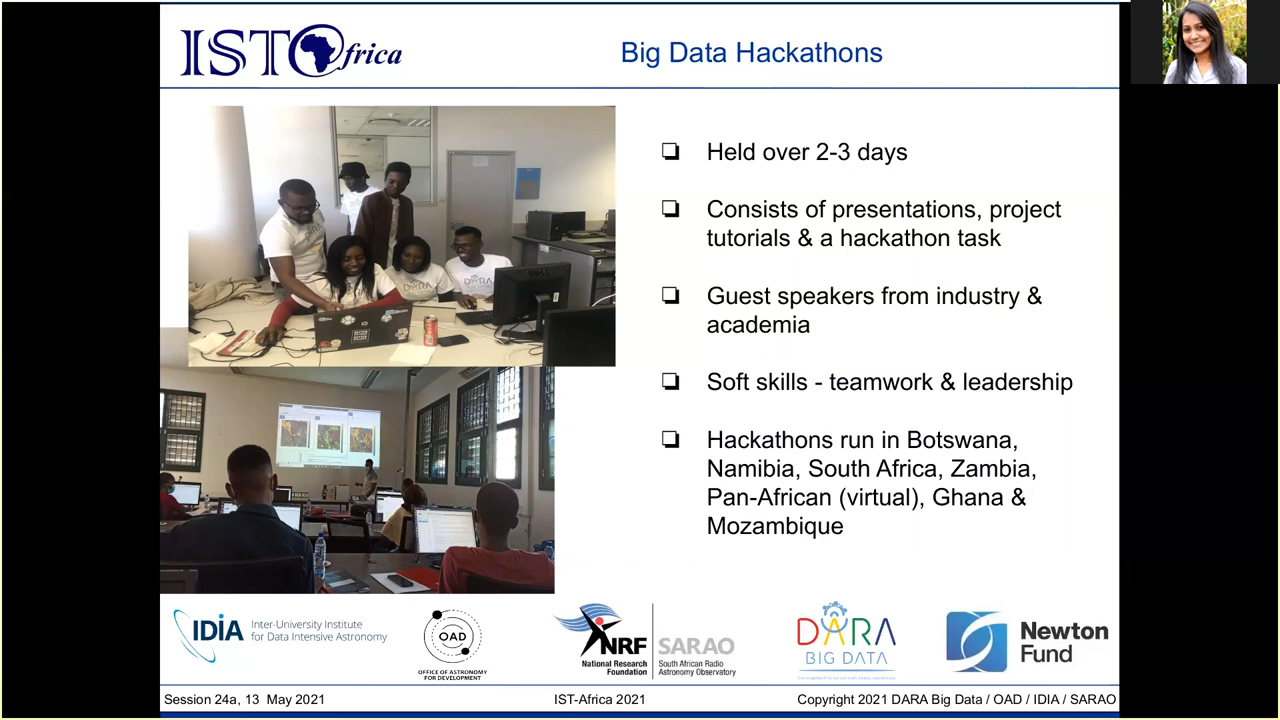 IST Africa
Big Data Hackathons
Held over 2-3 days
Consists of presentations, project
tutorials & a hackathon task
Guest speakers from industry &
academia
Soft skills - teamwork & leadership
Hackathons run in Botswana,
Namibia, South Africa, Zambia,
Pan-African (virtual), Ghana &
Mozambique
DARA
IDIA
Inter-University Institute
for Data Intensive Astronomy
OAD
OFFICE OF ASTRONOMY
FOR DEVELOPMENT
NRF
National Research
Foundation
SARAO
South African Radio
Astronomy Observatory
DARA
BIG DATA
Newton
Fund
Session 24a, 13 May 2021
IST-Africa 2021
Copyright 2021 DARA Big Data / OAD / IDIA / SARAO